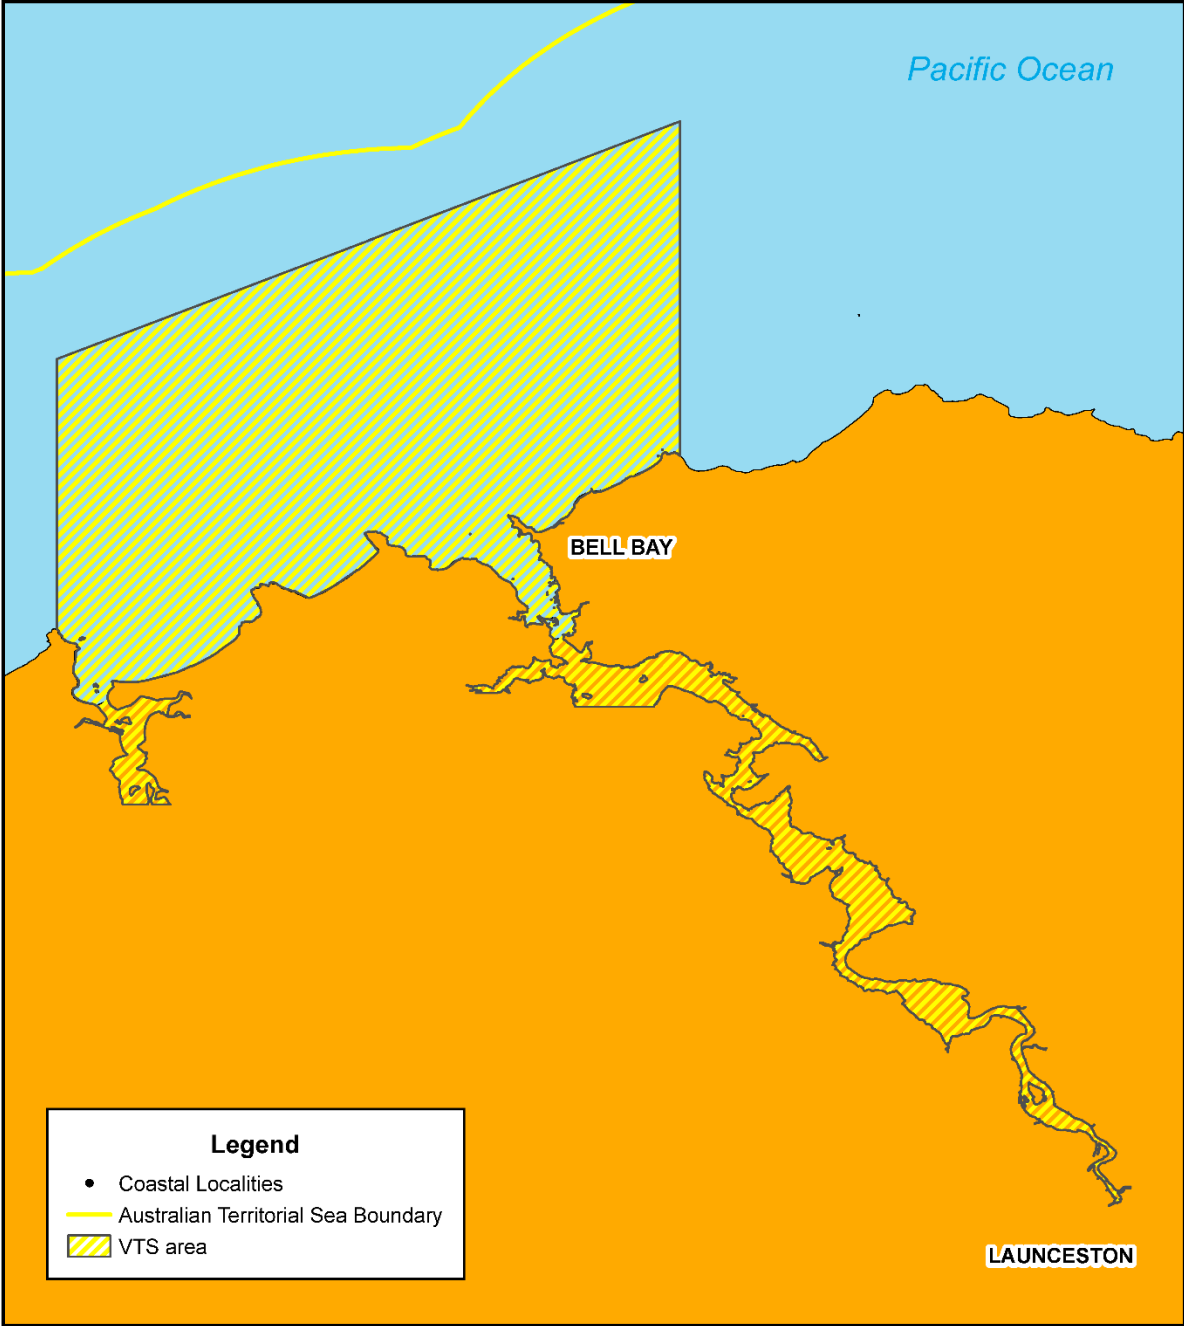 Pacific Ocean
BELL BAY
Legend
Coastal Localities
Australian Territorial Sea Boundary
VTS area
LAUNCESTON